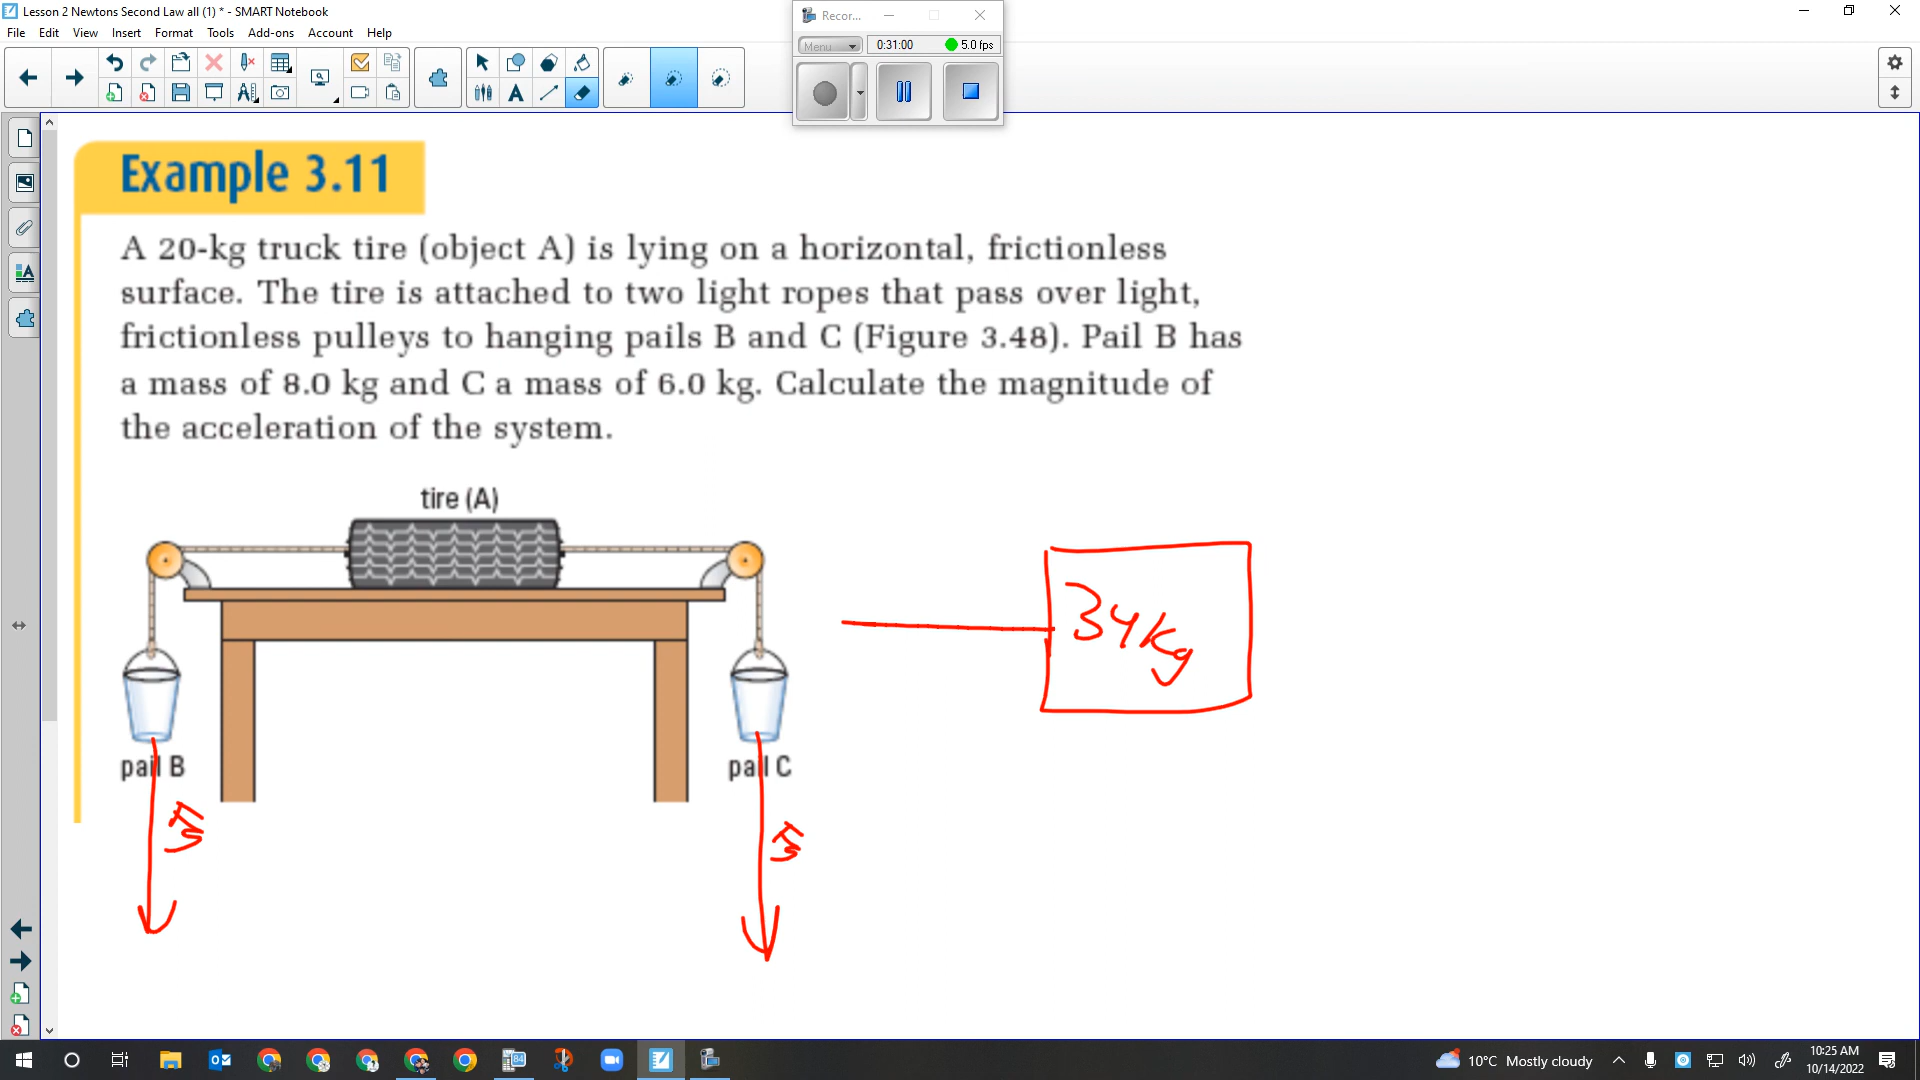 Lesson 2 Newtons Second Law all (1) * - SMART Notebook
File Edit View Insert Format Tools Add-ons Account Help
Recor...
Menu 0:31:00 5.0 fps
Example 3.11
A 20-kg truck tire (object A) is lying on a horizontal, frictionless
surface. The tire is attached to two light ropes that pass over light,
frictionless pulleys to hanging pails B and C (Figure 3.48). Pail B has
a mass of 8.0 kg and C a mass of 6.0 kg. Calculate the magnitude of
the acceleration of the system.
tire (A)
34kg
pail B
pail C
Fg
Fg
10°C Mostly cloudy
10:25 AM
10/14/2022